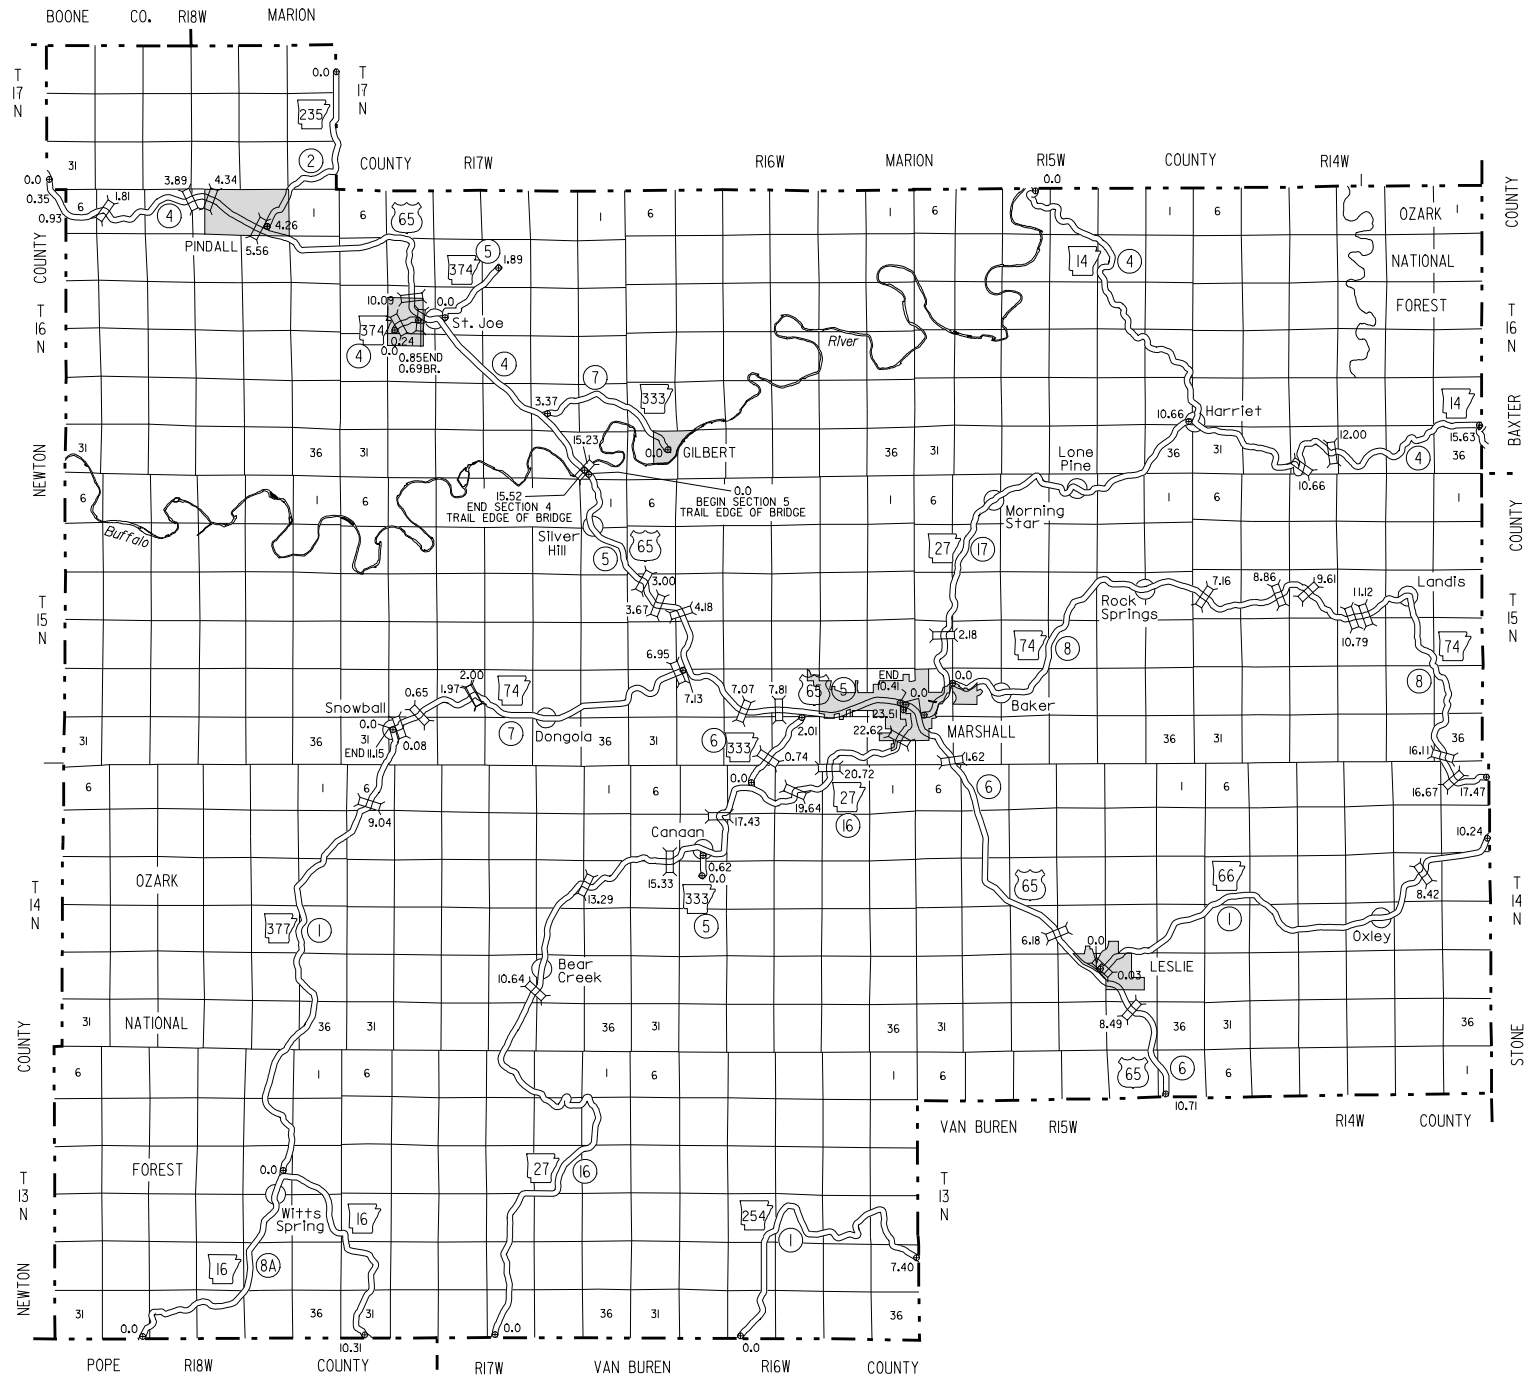 BOONE CO. R18W MARION
T 17 N
0.0
T 17 N
235
31
2
COUNTY R17W R16W MARION R15W COUNTY R14W
0.0
3.89 4.34
0.0
0.35
1.81
0.93
6
4
4.26
PINDALL 5.56
1 6
65
1 6
1 6
1 6
1
OZARK
NATIONAL
FOREST
COUNTY
COUNTY
5
374
1.89
14
4
T 16 N
10.09
0.0
St. Joe
374
0.24
0.0
4
0.85END
0.69BR.
4
River
T 16 N
7
3.37
333
10.66
Harriet
14
BAXTER
12.00
15.63
31
36 31
15.23
0.0
GILBERT
36 31
Lone
Pine
36 31
4
36
10.66
NEWTON
6
1 6
15.52
END SECTION 4
TRAIL EDGE OF BRIDGE
0.0
BEGIN SECTION 5
TRAIL EDGE OF BRIDGE
1 6
1 6
Morning
Star
1 6
1
Buffalo
Silver
Hill
65
5
27
17
COUNTY
T 15 N
3.00
3.67
4.18
Rock
Springs
7.16
8.86
9.61
11.12
10.79
Landis
T 15 N
2.18
74
8
74
6.95
7.13
2.00
1.97
74
0.65
Snowball
0.0
31
END 11.15
0.08
7
Dongola
7.07 7.81
65
5
END
10.41
0.0
0.0
23.51
22.62
MARSHALL
Baker
8
31
36
36 31
6
333
2.01
0.74
36 31
36
16.11
16.67
17.47
6
1 6
9.04
1 6
0.0
20.72
19.64
27
16
1 6
1.62
6
1 6
17.43
10.24
Canaan
0.62
0.0
15.33
333
5
13.29
T 14 N
OZARK
377
1
65
66
1
8.42
Oxley
T 14 N
6.18
0.0
0.03
LESLIE
10.64
Bear
Creek
31
NATIONAL
36 31
36 31
36 31
8.49
36 31
36
COUNTY
STONE
6
1 6
1 6
1 6
65
6
6
1
10.71
VAN BUREN R15W R14W COUNTY
T 13 N
FOREST
0.0
27
16
T 13 N
Witts
Spring
16
254
1
16
8A
7.40
NEWTON
31
36 31
36 31
36
0.0
10.31
0.0
0.0
POPE R18W COUNTY R17W VAN BUREN R16W COUNTY